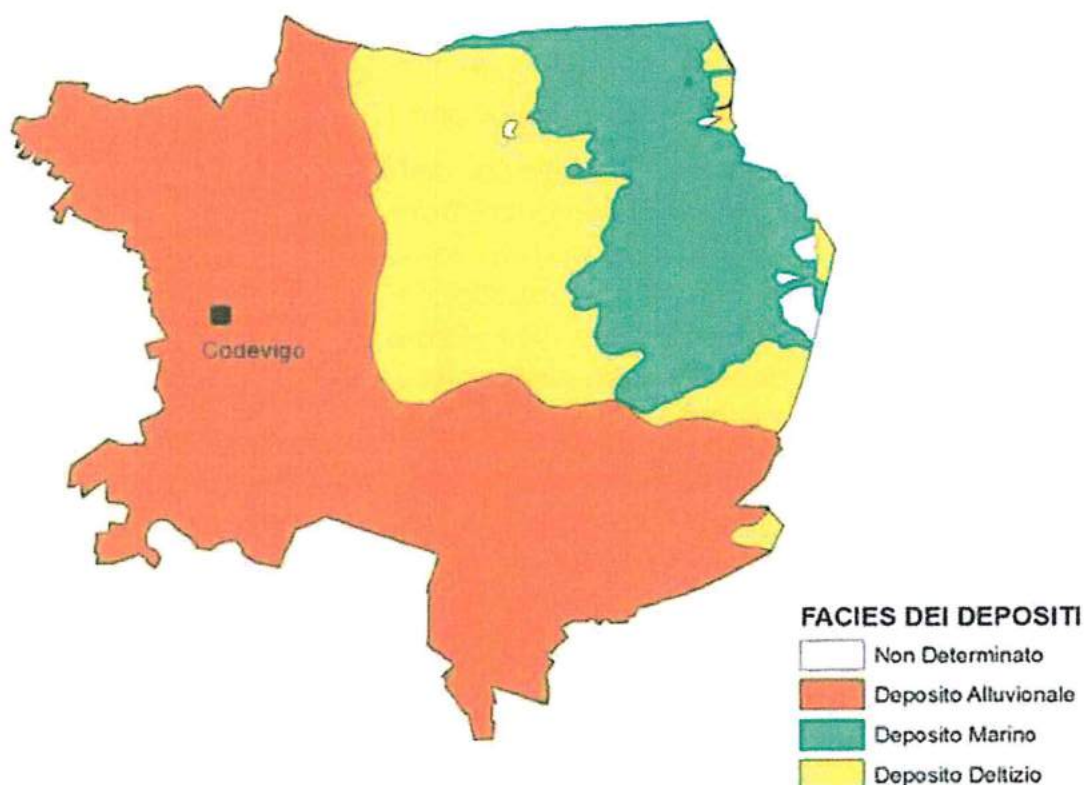 Codevigo
FACIES DEI DEPOSITI
Non Determinato
Deposito Alluvionale
Deposito Marino
Deposito Deltizio